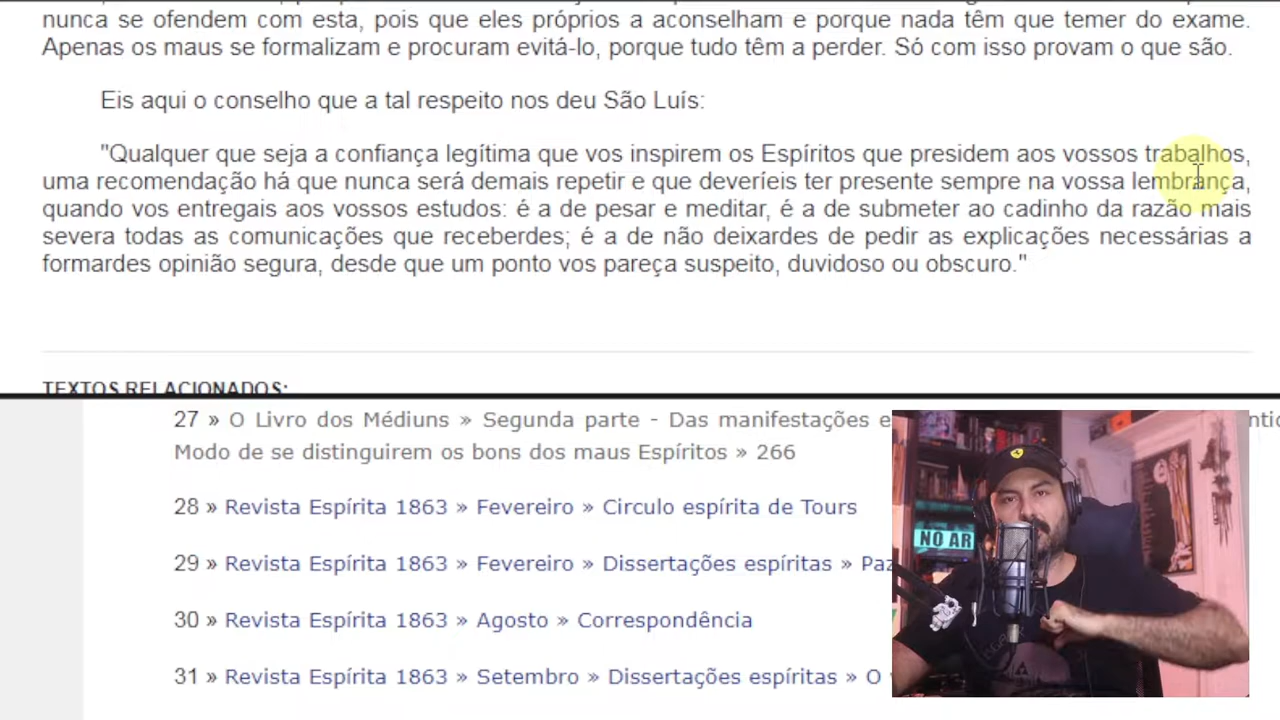 nunca se ofendem com esta, pois que eles próprios a aconselham e porque nada têm que temer do exame.
Apenas os maus se formalizam e procuram evitá-lo, porque tudo têm a perder. Só com isso provam o que são.
Eis aqui o conselho que a tal respeito nos deu São Luís:
"Qualquer que seja a confiança legítima que vos inspirem os Espíritos que presidem aos vossos trabalhos,
uma recomendação há que nunca será demais repetir e que deveríeis ter presente sempre na vossa lembrança,
quando vos entregais aos vossos estudos: é a de pesar e meditar, é a de submeter ao cadinho da razão mais
severa todas as comunicações que receberdes; é a de não deixardes de pedir as explicações necessárias a
formardes opinião segura, desde que um ponto vos pareça suspeito, duvidoso ou obscuro."
TEXTOS RELACIONADOS:
27 » O Livro dos Médiuns » Segunda parte - Das manifestações e
Modo de se distinguirem os bons dos maus Espíritos » 266
28 » Revista Espírita 1863 » Fevereiro » Circulo espírita de Tours
29 » Revista Espírita 1863 » Fevereiro » Dissertações espíritas » Paz
30 » Revista Espírita 1863 » Agosto » Correspondência
31 » Revista Espírita 1863 » Setembro » Dissertações espíritas » O
NO AR